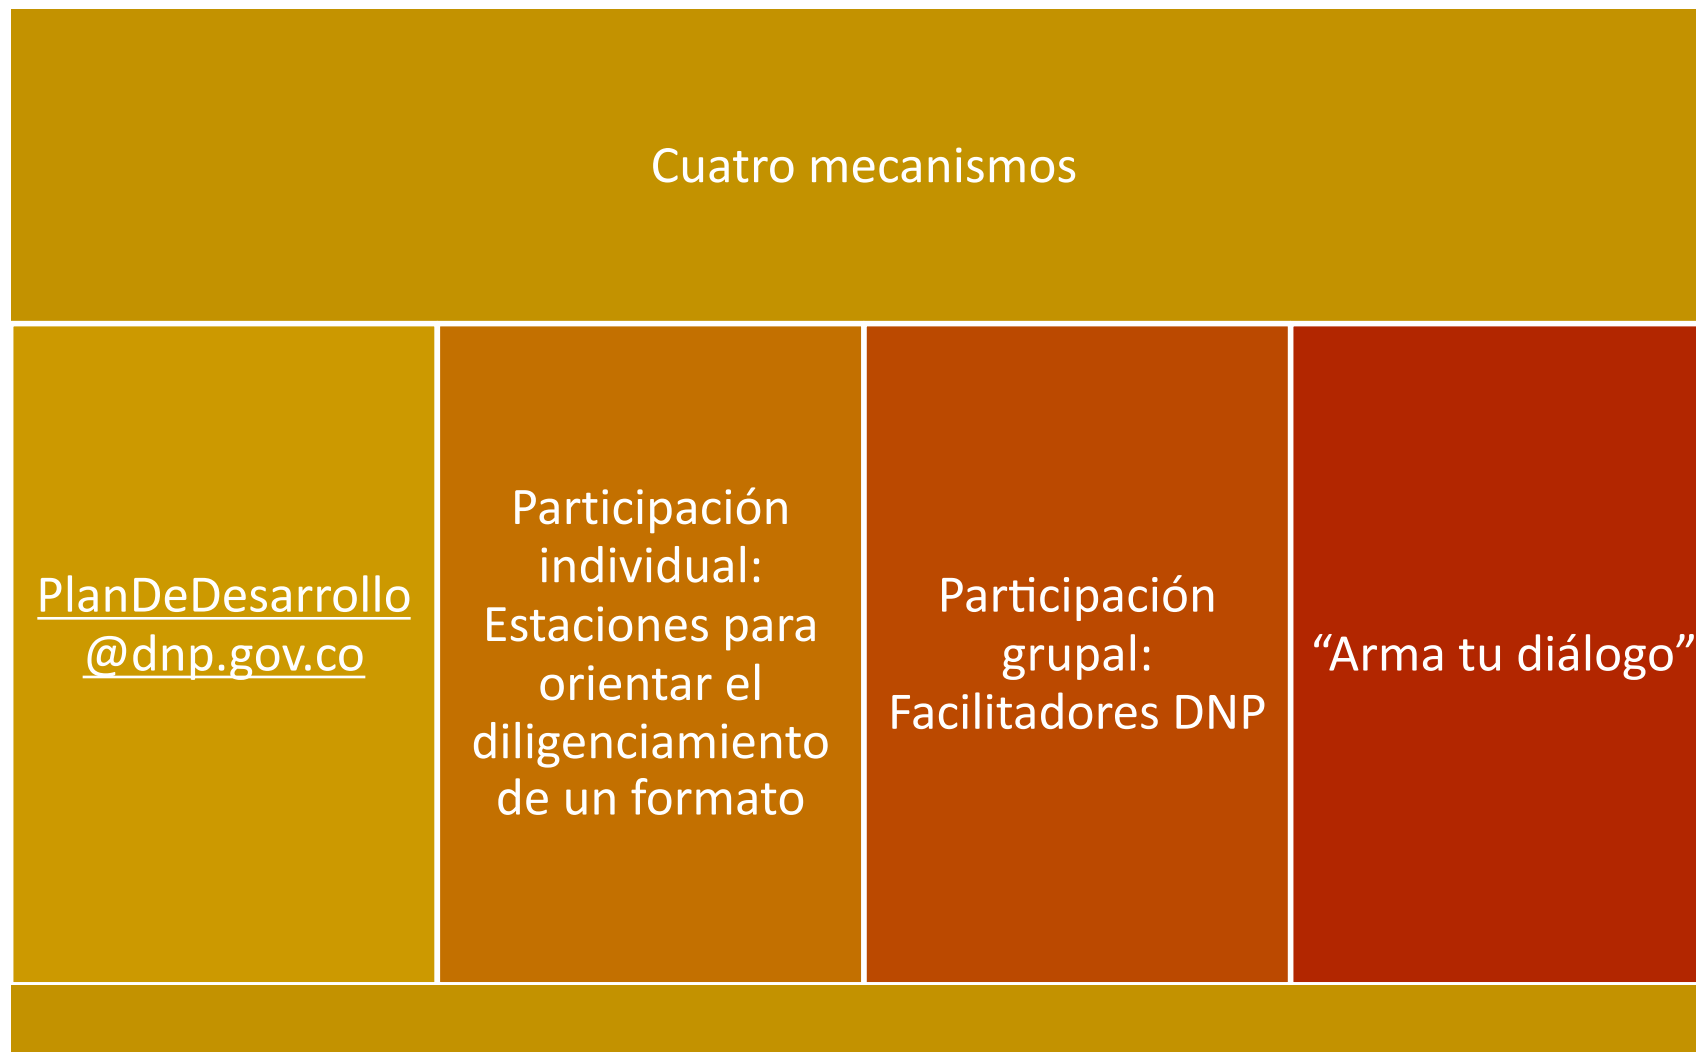 Cuatro mecanismos
PlanDeDesarrollo
@dnp.gov.co
Participación
individual:
Estaciones para
orientar el
diligenciamiento
de un formato
Participación
grupal:
Facilitadores DNP
“Arma tu diálogo”